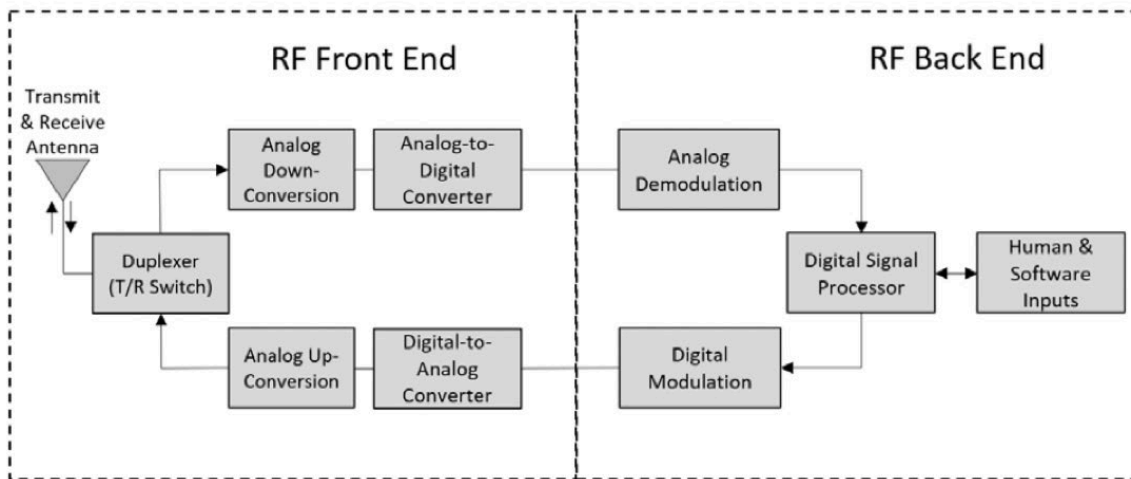 RF Front End
RF Back End
Transmit
& Receive
Antenna
Analog
Down-
Conversion
Analog-to-
Digital
Converter
Analog
Demodulation
Duplexer
(T/R Switch)
Digital Signal
Processor
Human &
Software
Inputs
Analog Up-
Conversion
Digital-to-
Analog
Converter
Digital
Modulation